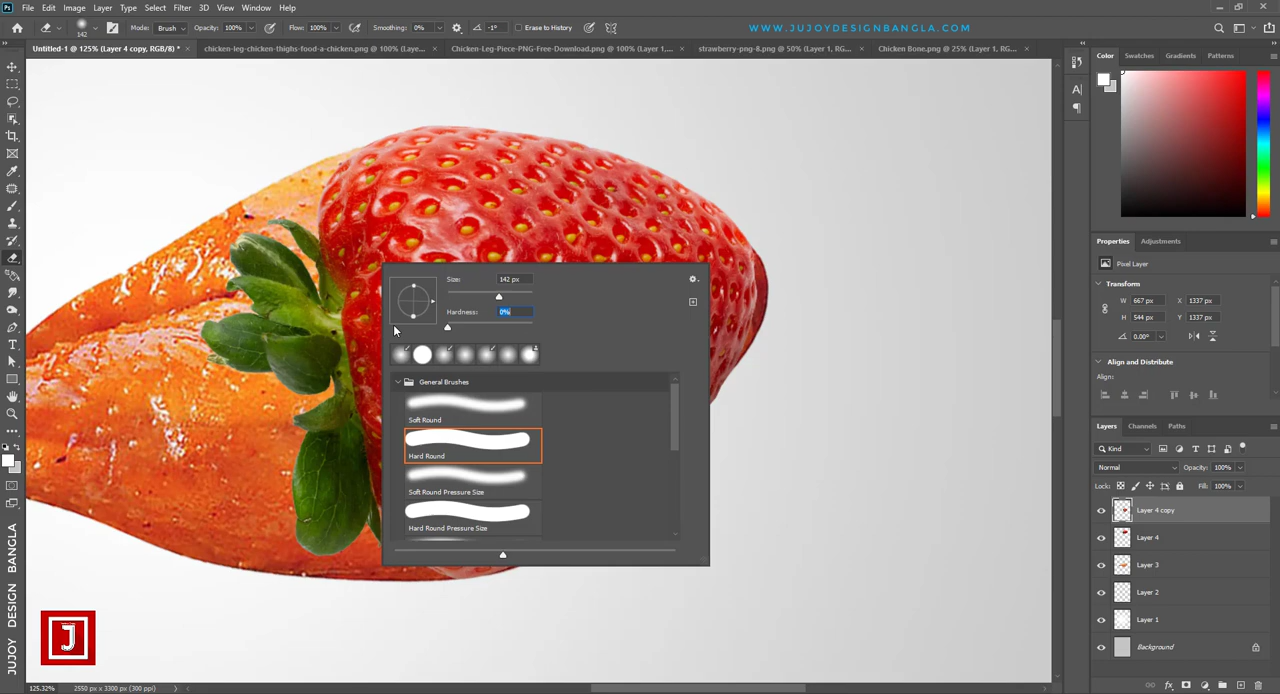 Ps File Edit Image Layer Type Select Filter 3D View Window Help
142 Mode: Brush Opacity: 100% Flow: 100% Smoothing: 0% -1° Erase to History WWW.JUJOYDESIGNBANGLA.COM
Untitled-1 @ 125% (Layer 4 copy, RGB/8) * × chicken-leg-chicken-thighs-food-a-chicken.png @ 100% (Laye... × Chicken-Leg-Piece-PNG-Free-Download.png @ 100% (Layer 1,... × strawberry-png-8.png @ 50% (Layer 1, RGB... × Chicken Bone.png @ 25% (Layer 1, RGB... ×
Color Swatches Gradients Patterns
Properties Adjustments
Pixel Layer
Transform
W 667 px X 1337 px
H 544 px Y 1337 px
0.00°
Align and Distribute
Align:
Layers Channels Paths
Kind
Normal Opacity: 100%
Lock: Fill: 100%
Layer 4 copy
Layer 4
Layer 3
Layer 2
Layer 1
Background
Size: 142 px
Hardness: 0%
General Brushes
Soft Round
Hard Round
Soft Round Pressure Size
Hard Round Pressure Size
JUJOY DESIGN BANGLA
J
125.32% 2550 px x 3300 px (300 ppi)